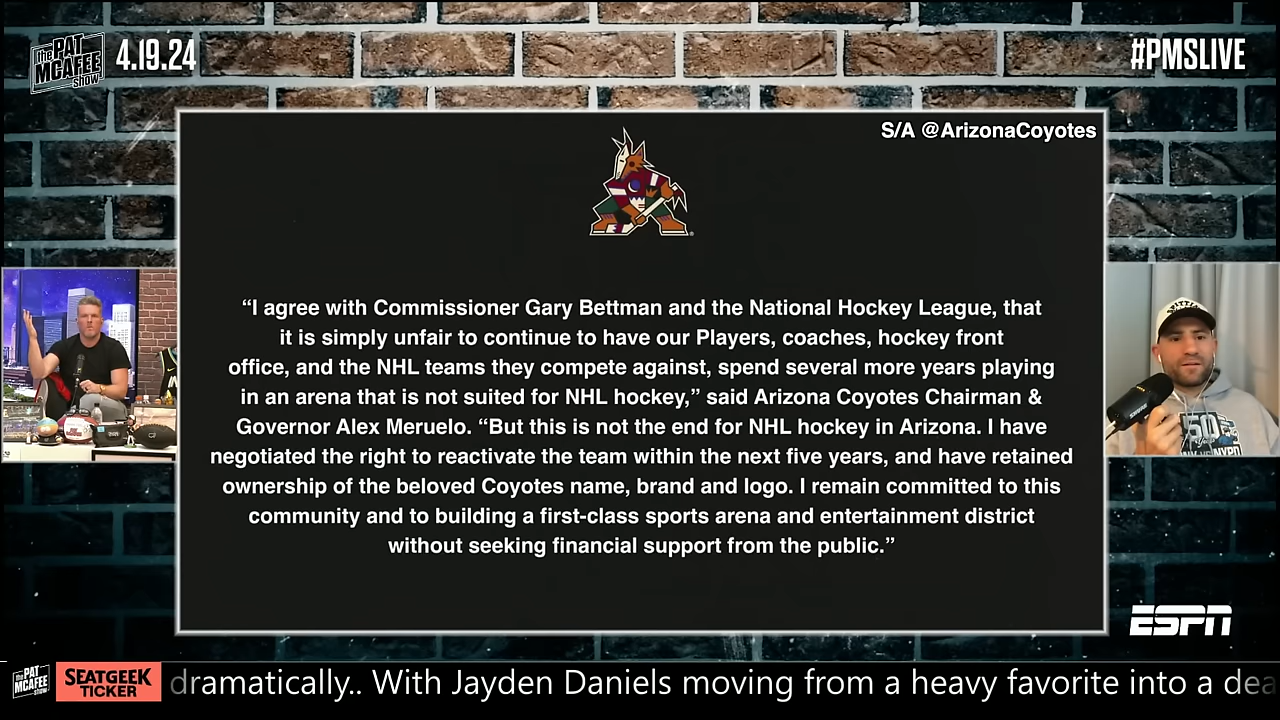 the PAT MCAFEE show
4.19.24
#PMSLIVE
S/A @ArizonaCoyotes
“I agree with Commissioner Gary Bettman and the National Hockey League, that
it is simply unfair to continue to have our Players, coaches, hockey front
office, and the NHL teams they compete against, spend several more years playing
in an arena that is not suited for NHL hockey,” said Arizona Coyotes Chairman &
Governor Alex Meruelo. “But this is not the end for NHL hockey in Arizona. I have
negotiated the right to reactivate the team within the next five years, and have retained
ownership of the beloved Coyotes name, brand and logo. I remain committed to this
community and to building a first-class sports arena and entertainment district
without seeking financial support from the public.”
SHURE
50
ESPN
the PAT MCAFEE show
SEATGEEK
TICKER
dramatically.. With Jayden Daniels moving from a heavy favorite into a dea